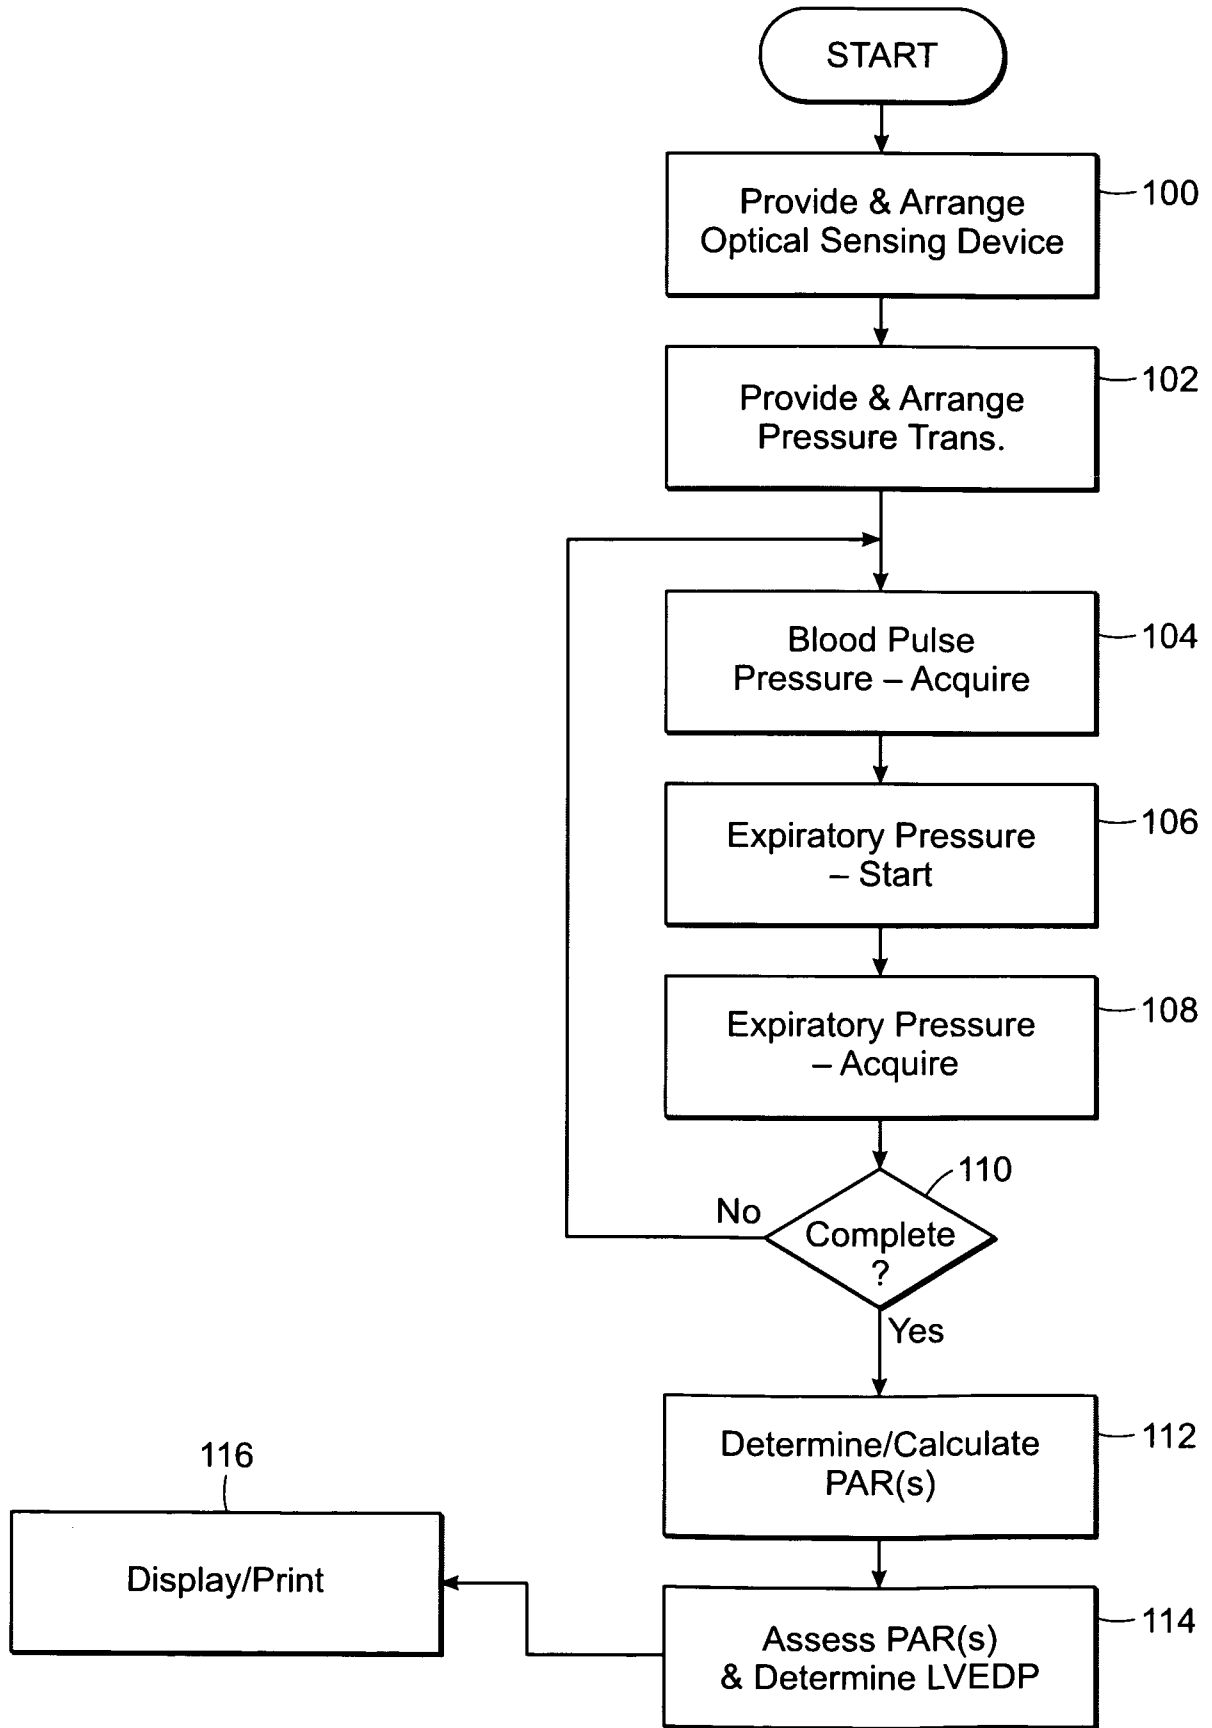 START
Provide & Arrange
Optical Sensing Device
100
Provide & Arrange
Pressure Trans.
102
Blood Pulse
Pressure – Acquire
104
Expiratory Pressure
– Start
106
Expiratory Pressure
– Acquire
108
110
No
Complete
?
Yes
Determine/Calculate
PAR(s)
112
116
Display/Print
Assess PAR(s)
& Determine LVEDP
114